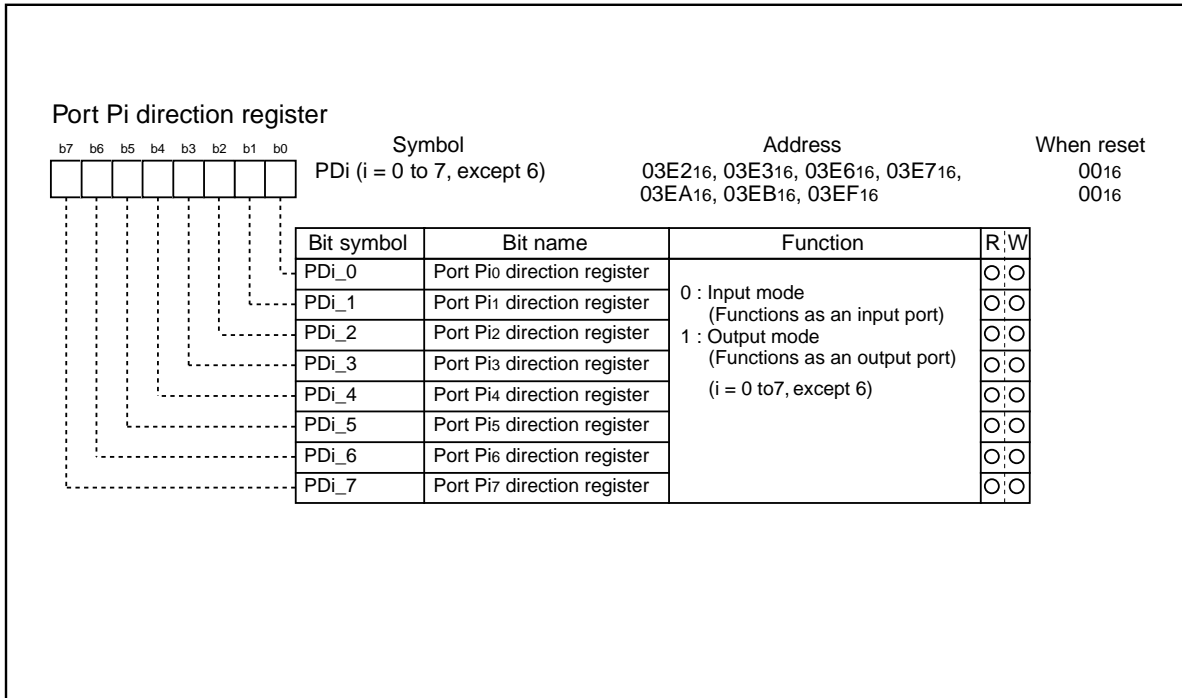 Port Pi direction register
b7 b6 b5 b4 b3 b2 b1 b0
Symbol Address When reset
PDi (i = 0 to 7, except 6) 03E216, 03E316, 03E616, 03E716, 0016
03EA16, 03EB16, 03EF16 0016
Bit symbol Bit name Function R W
PDi_0 Port Pi0 direction register
PDi_1 Port Pi1 direction register
PDi_2 Port Pi2 direction register
PDi_3 Port Pi3 direction register
PDi_4 Port Pi4 direction register
PDi_5 Port Pi5 direction register
PDi_6 Port Pi6 direction register
PDi_7 Port Pi7 direction register
0 : Input mode
(Functions as an input port)
1 : Output mode
(Functions as an output port)
(i = 0 to7, except 6)